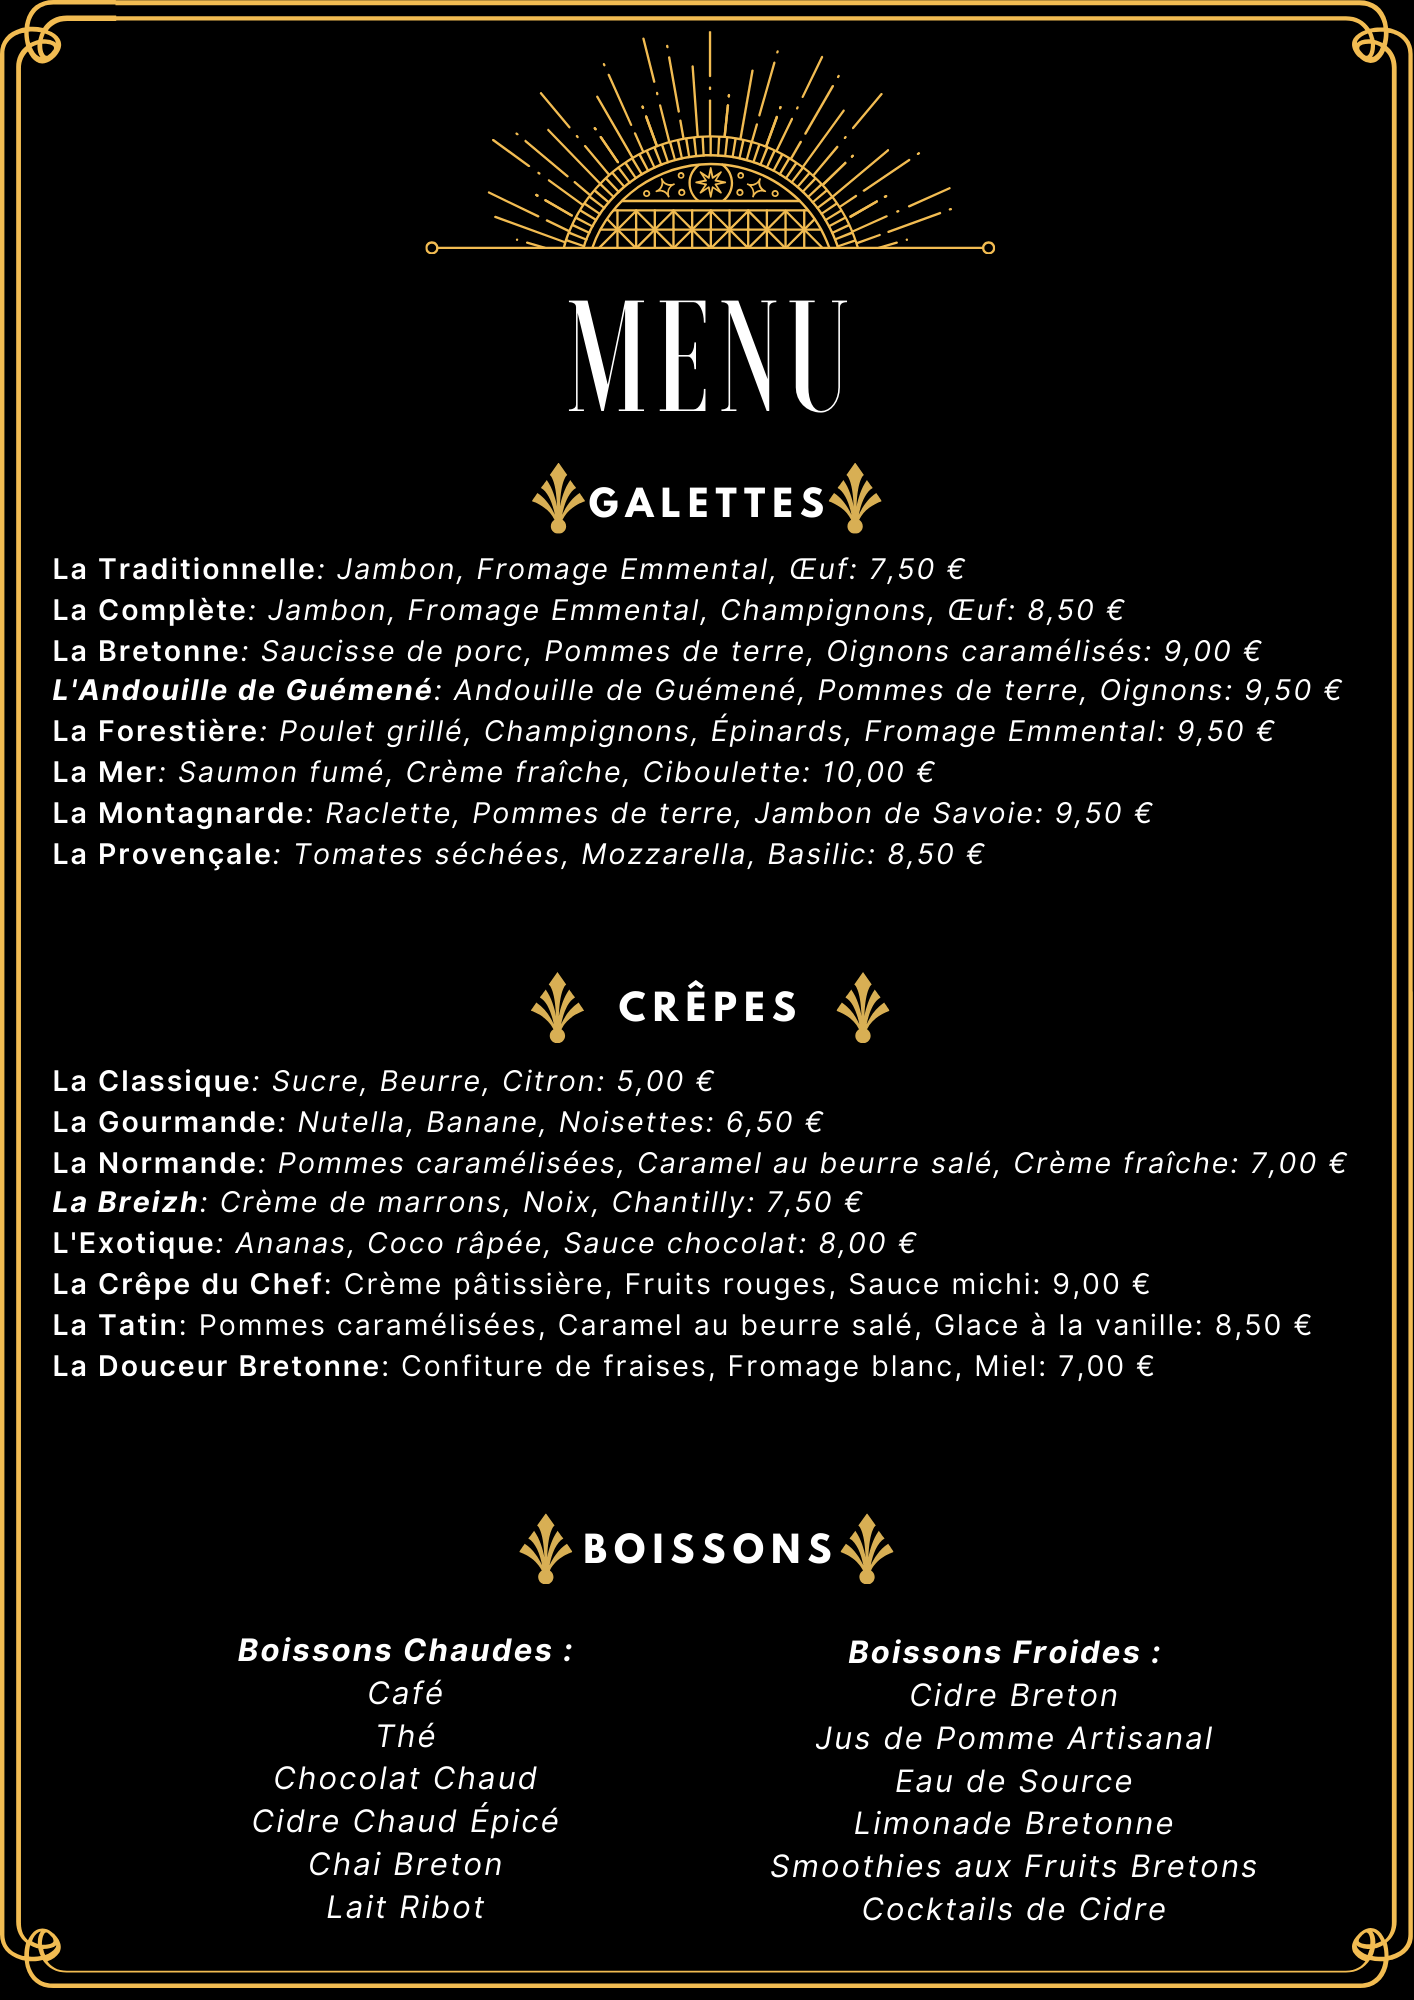 MENU
GALETTES
La Traditionnelle: Jambon, Fromage Emmental, Œuf: 7,50 €
La Complète: Jambon, Fromage Emmental, Champignons, Œuf: 8,50 €
La Bretonne: Saucisse de porc, Pommes de terre, Oignons caramélisés: 9,00 €
L'Andouille de Guémené: Andouille de Guémené, Pommes de terre, Oignons: 9,50 €
La Forestière: Poulet grillé, Champignons, Épinards, Fromage Emmental: 9,50 €
La Mer: Saumon fumé, Crème fraîche, Ciboulette: 10,00 €
La Montagnarde: Raclette, Pommes de terre, Jambon de Savoie: 9,50 €
La Provençale: Tomates séchées, Mozzarella, Basilic: 8,50 €
CRÊPES
La Classique: Sucre, Beurre, Citron: 5,00 €
La Gourmande: Nutella, Banane, Noisettes: 6,50 €
La Normande: Pommes caramélisées, Caramel au beurre salé, Crème fraîche: 7,00 €
La Breizh: Crème de marrons, Noix, Chantilly: 7,50 €
L'Exotique: Ananas, Coco râpée, Sauce chocolat: 8,00 €
La Crêpe du Chef: Crème pâtissière, Fruits rouges, Sauce michi: 9,00 €
La Tatin: Pommes caramélisées, Caramel au beurre salé, Glace à la vanille: 8,50 €
La Douceur Bretonne: Confiture de fraises, Fromage blanc, Miel: 7,00 €
BOISSONS
Boissons Chaudes :
Café
Thé
Chocolat Chaud
Cidre Chaud Épicé
Chai Breton
Lait Ribot
Boissons Froides :
Cidre Breton
Jus de Pomme Artisanal
Eau de Source
Limonade Bretonne
Smoothies aux Fruits Bretons
Cocktails de Cidre